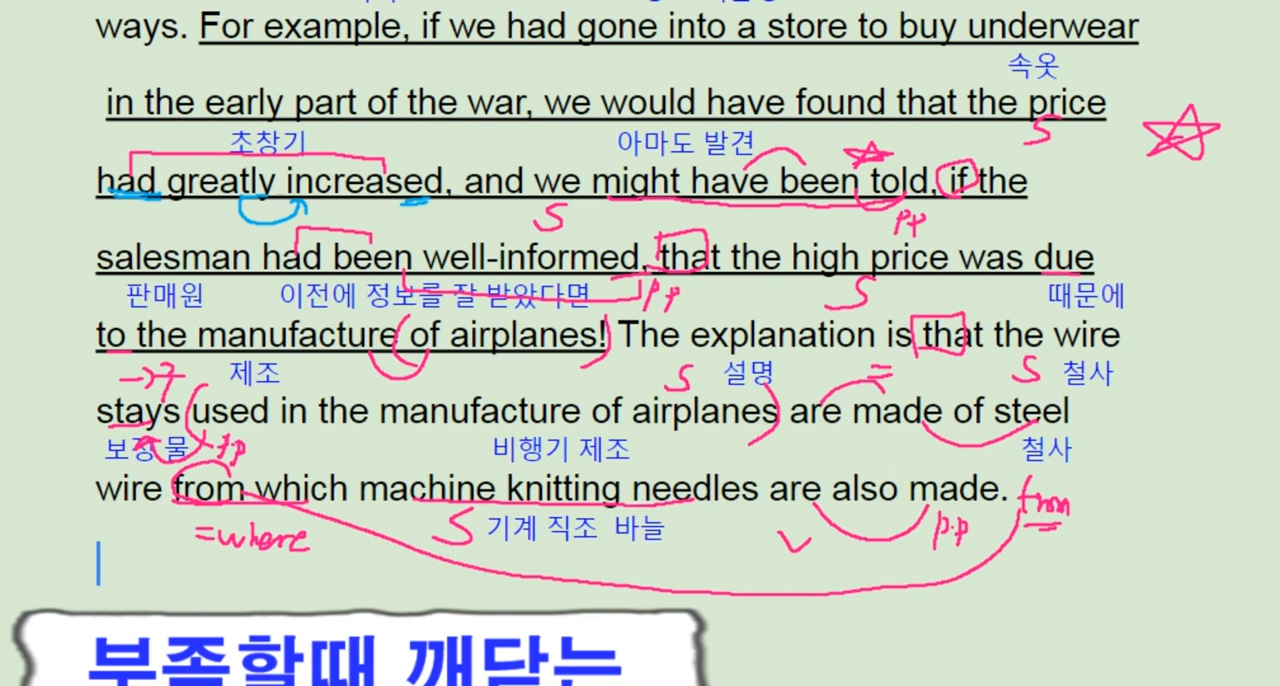 ways. For example, if we had gone into a store to buy underwear
속옷
in the early part of the war, we would have found that the price
초창기 아마도 발견 S
had greatly increased, and we might have been told, if the
S pp
salesman had been well-informed, that the high price was due
판매원 이전에 정보를 잘 받았다면 pp S 때문에
to the manufacture of airplanes! The explanation is that the wire
제조 S 설명 = S 철사
stays used in the manufacture of airplanes) are made of steel
물 p.p 비행기 제조 철사
wire from which machine knitting needles are also made. from
=where S 기계 직조 바늘 V p.p
부족할때 깨닫는